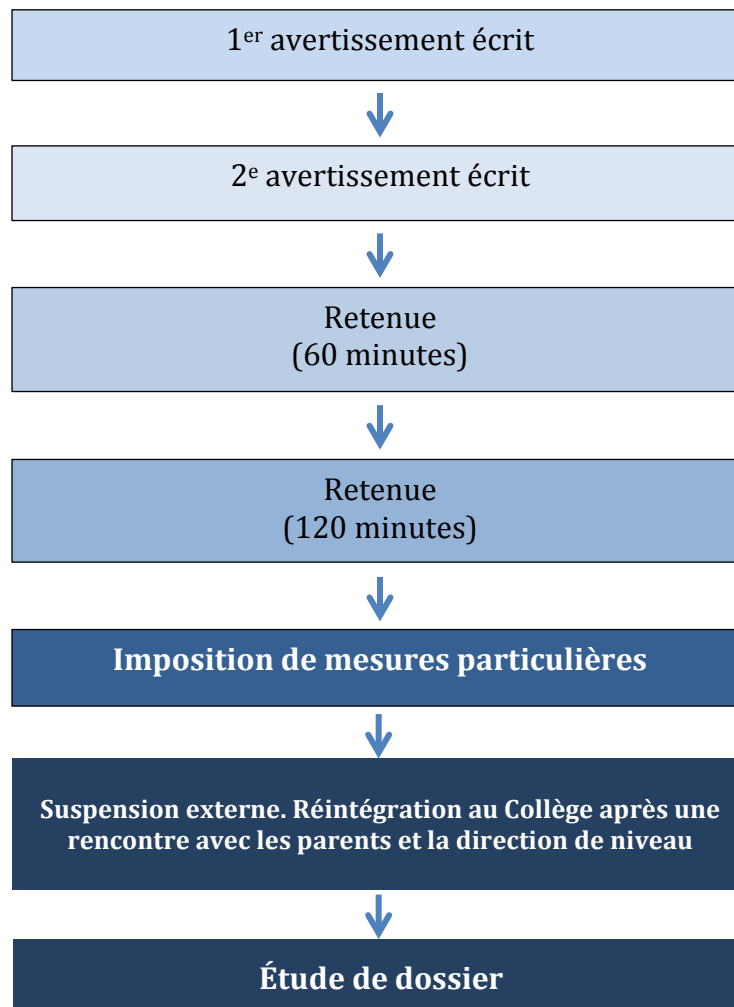 1er avertissement écrit
2e avertissement écrit
Retenue
(60 minutes)
Retenue
(120 minutes)
Imposition de mesures particulières
Suspension externe. Réintégration au Collège après une
rencontre avec les parents et la direction de niveau
Étude de dossier